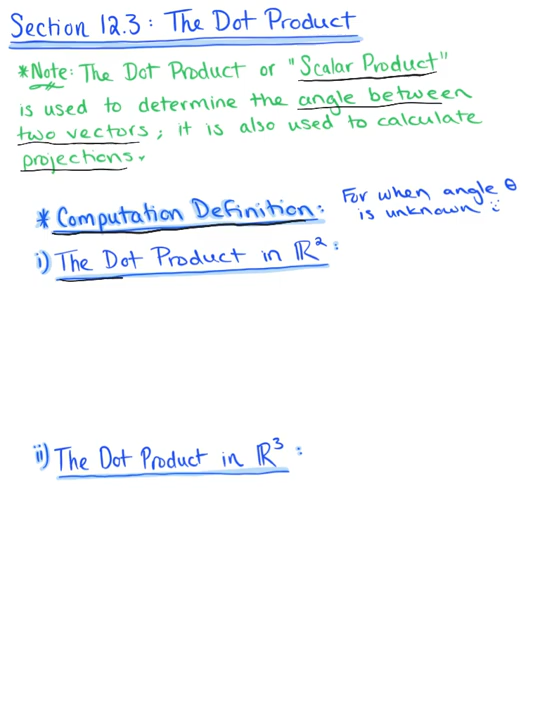 Section 12.3: The Dot Product
*Note: The Dot Product or "Scalar Product"
is used to determine the angle between
two vectors; it is also used to calculate
projections.
* Computation Definition:
For when angle θ
is unknown :)
i) The Dot Product in ℝ²:
ii) The Dot Product in ℝ³: